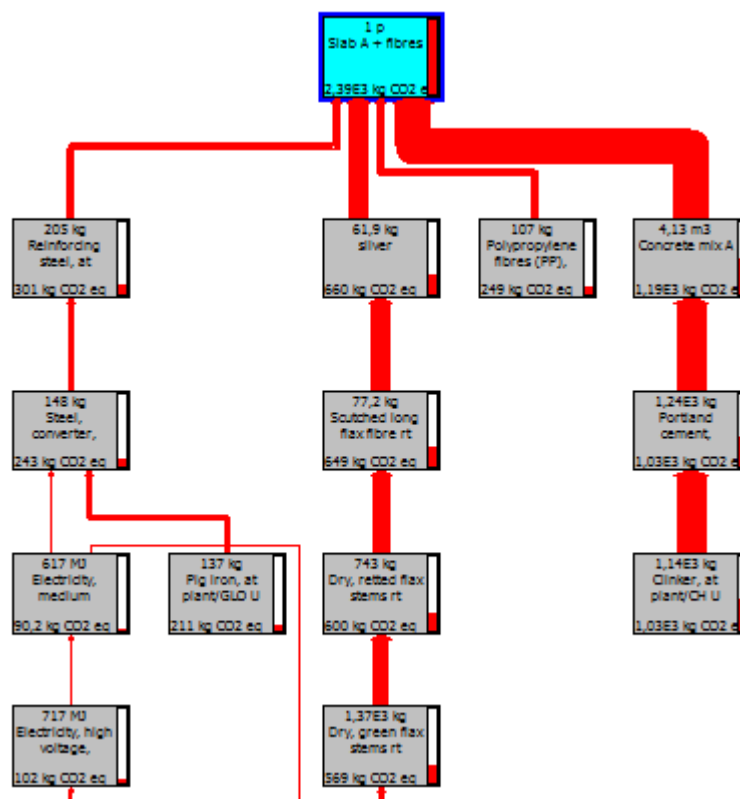 1 p
Slab A + fibres
2,39E3 kg CO2 e
205 kg
Reinforcing
steel, at
301 kg CO2 eq
61,9 kg
silver
660 kg CO2 eq
107 kg
Polypropylene
fibres (PP),
249 kg CO2 eq
4,13 m3
Concrete mix A
1,19E3 kg CO2 e
148 kg
Steel,
converter,
243 kg CO2 eq
77,2 kg
Scutched long
flax fibre rt
649 kg CO2 eq
1,24E3 kg
Portland
cement,
1,03E3 kg CO2 e
617 MJ
Electricity,
medium
90,2 kg CO2 eq
137 kg
Pig iron, at
plant/GLO U
211 kg CO2 eq
743 kg
Dry, retted flax
stems rt
600 kg CO2 eq
1,14E3 kg
Clinker, at
plant/CH U
1,03E3 kg CO2 e
717 MJ
Electricity, high
voltage,
102 kg CO2 eq
1,37E3 kg
Dry, green flax
stems rt
569 kg CO2 eq